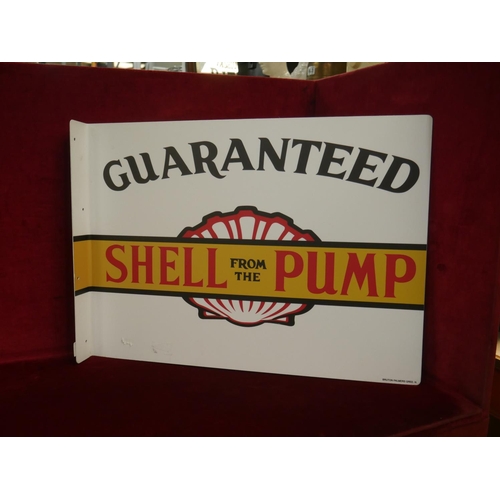 GUARANTEED
SHELL FROM THE PUMP